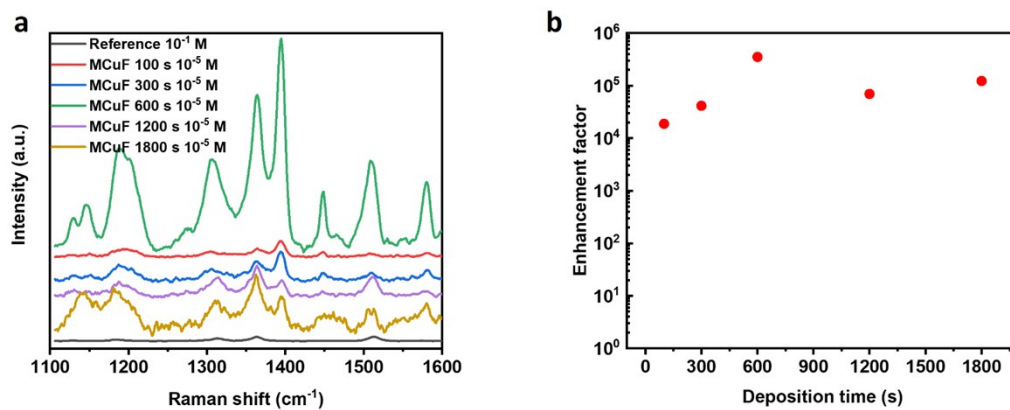 a
Reference 10⁻¹ M
MCuF 100 s 10⁻⁵ M
MCuF 300 s 10⁻⁵ M
MCuF 600 s 10⁻⁵ M
MCuF 1200 s 10⁻⁵ M
MCuF 1800 s 10⁻⁵ M
Intensity (a.u.)
1100 1200 1300 1400 1500 1600
Raman shift (cm⁻¹)
b
10⁶
10⁵
10⁴
10³
10²
10¹
10⁰
Enhancement factor
0 300 600 900 1200 1500 1800
Deposition time (s)